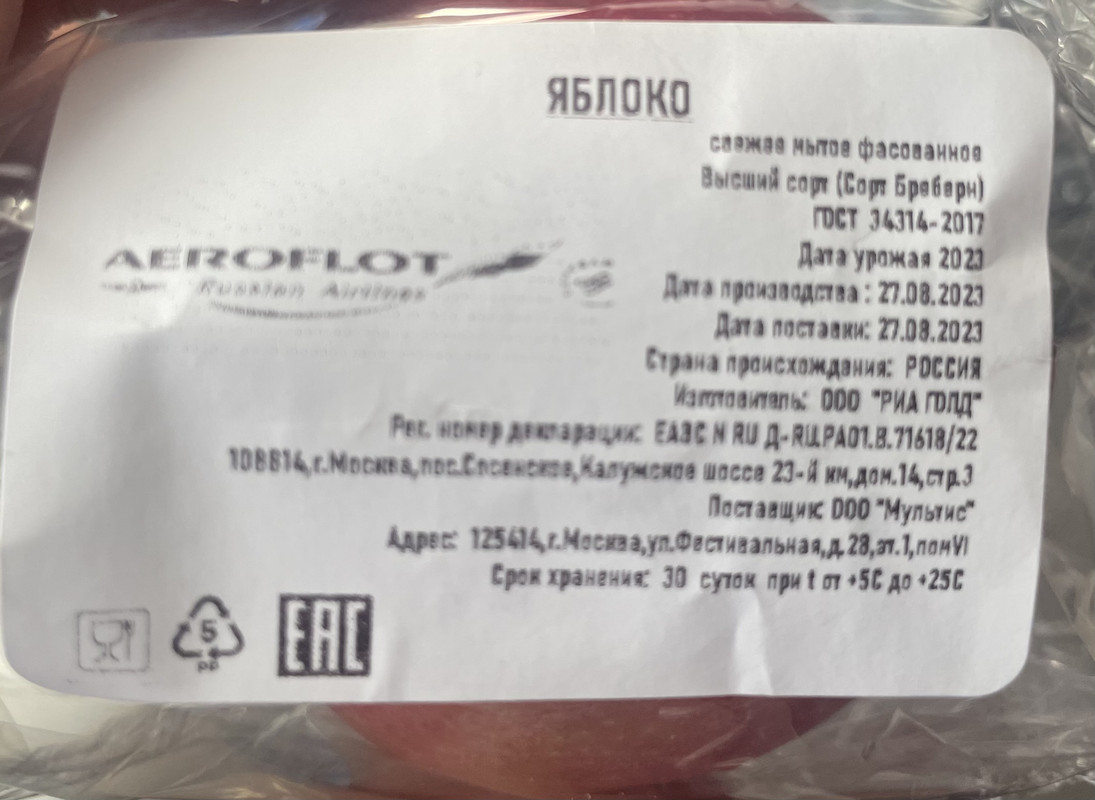 ЯБЛОКО
свежее мытое фасованное
Высший сорт (Сорт Бреберн)
ГОСТ 34314-2017
Дата урожая 2023
Дата производства : 27.08.2023
Дата поставки: 27.08.2023
Страна происхождения: РОССИЯ
Изготовитель: ООО "РИА ГОЛД"
Рег. номер декларации: ЕАЭС N RU Д-RU.РА01.В.71618/22
108814,г.Москва,пос.Сосенское,Калужское шоссе 23-й км,дом.14,стр.3
Поставщик: ООО "Мультис"
Адрес: 125414,г.Москва,ул.Фестивальная,д.28,эт.1,помVI
Срок хранения: 30 суток при t от +5С до +25С
AEROFLOT
Russian Airlines
5
PP
EAC